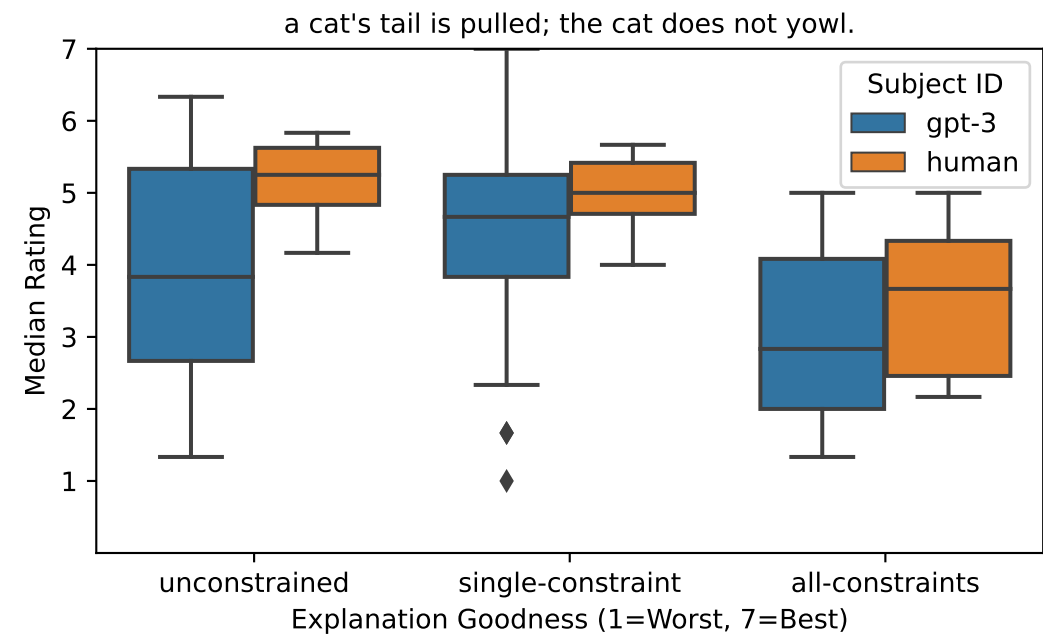 a cat's tail is pulled; the cat does not yowl.
7
6
5
4
3
2
1
Median Rating
Subject ID
gpt-3
human
unconstrained
single-constraint
all-constraints
Explanation Goodness (1=Worst, 7=Best)